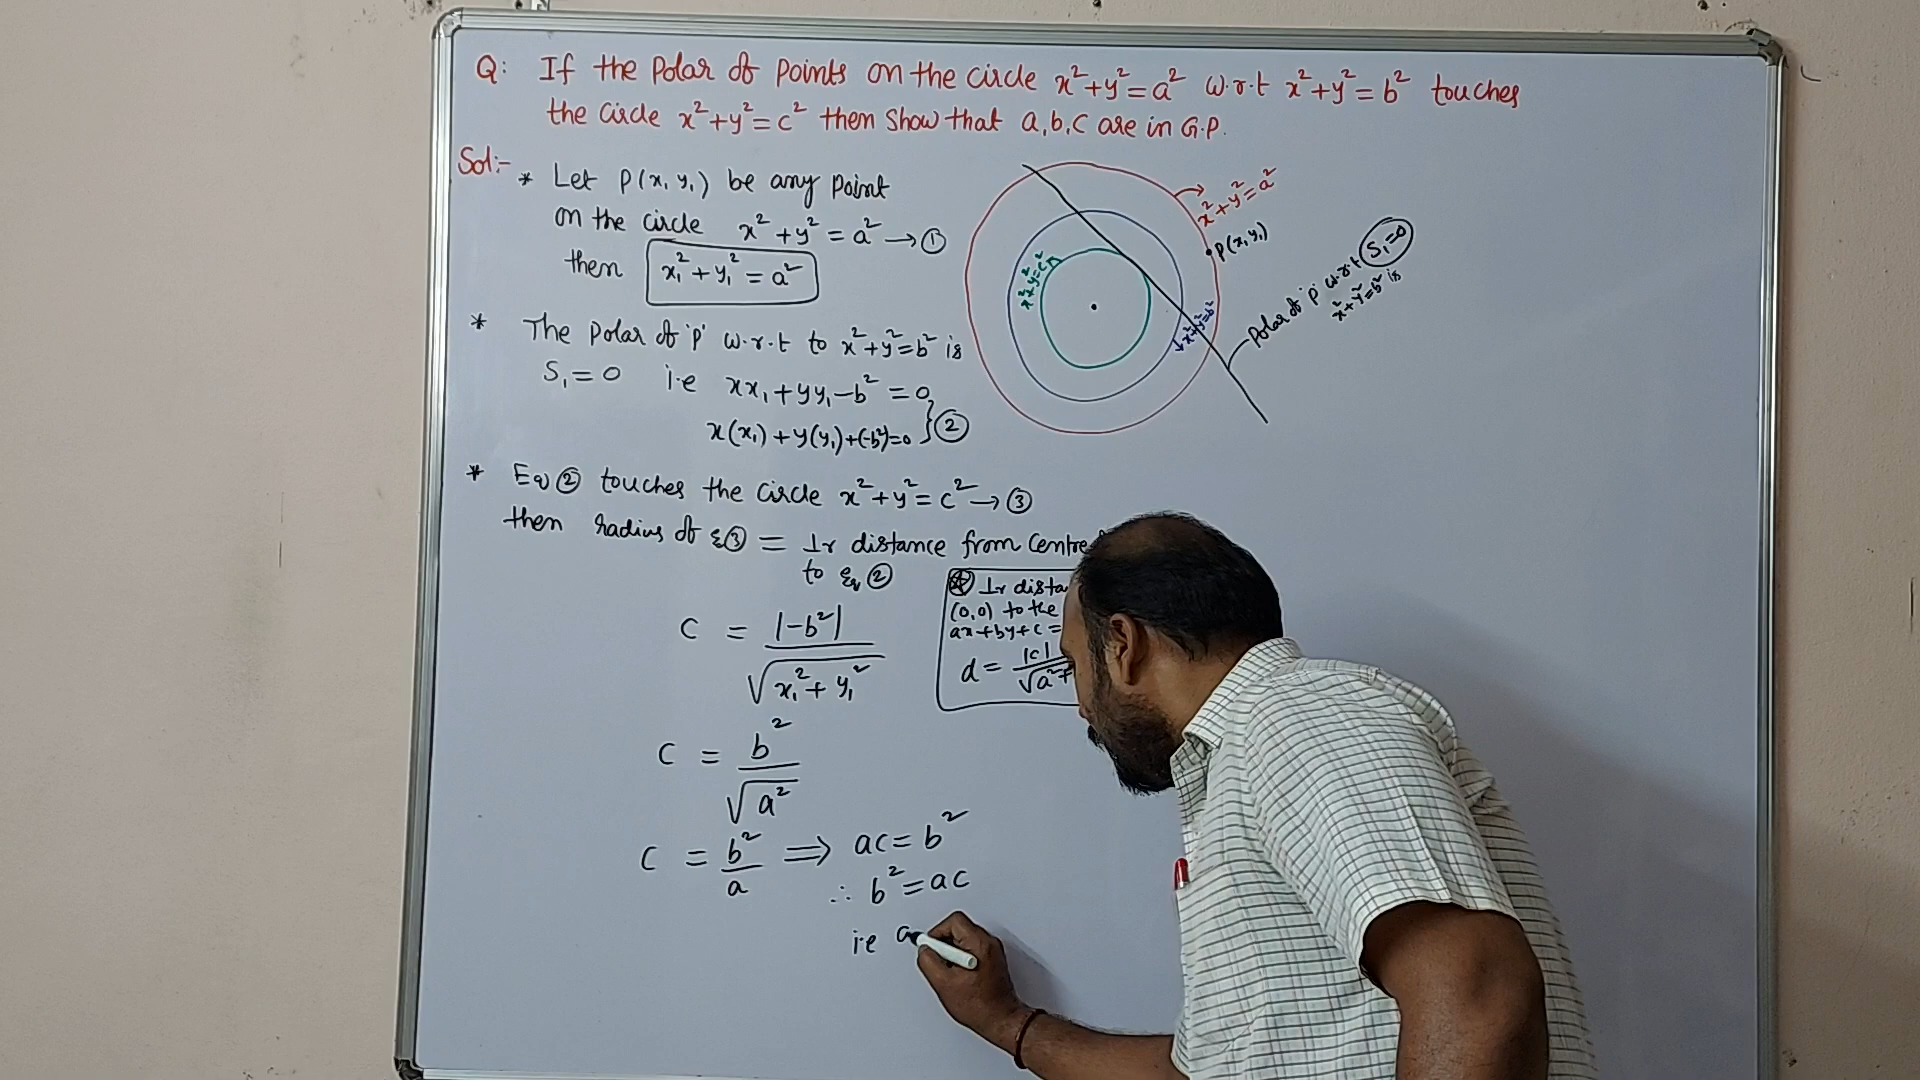 Q: If the Polar of Points on the circle x²+y²=a² w.r.t x²+y²=b² touches
the circle x²+y²=c² then Show that a,b,c are in G.P.
Sol:-
* Let P(x₁ y₁) be any Point
on the circle x²+y²=a² → ①
then x₁²+y₁²=a²
* The Polar of 'P' w.r.t to x²+y²=b² is
S₁=0 i.e xx₁+yy₁-b²=0
x(x₁)+y(y₁)+(-b²)=0 } ②
* Eq ② touches the circle x²+y²=c² → ③
then radius of Eq ③ = ⊥r distance from Centre
to Eq ②
C = |-b²| / √(x₁²+y₁²)
C = b² / √a²
C = b²/a ⟹ ac=b²
∴ b²=ac
i.e a
⊛ ⊥r dista
(0,0) to the
ax+by+c=
d = |c| / √a²+
x²+y²=a²
P(x₁ y₁)
x²+y²=c²
x²+y²=b²
Polar of 'P' w.r.t S₁=0
x²+y²=b² is